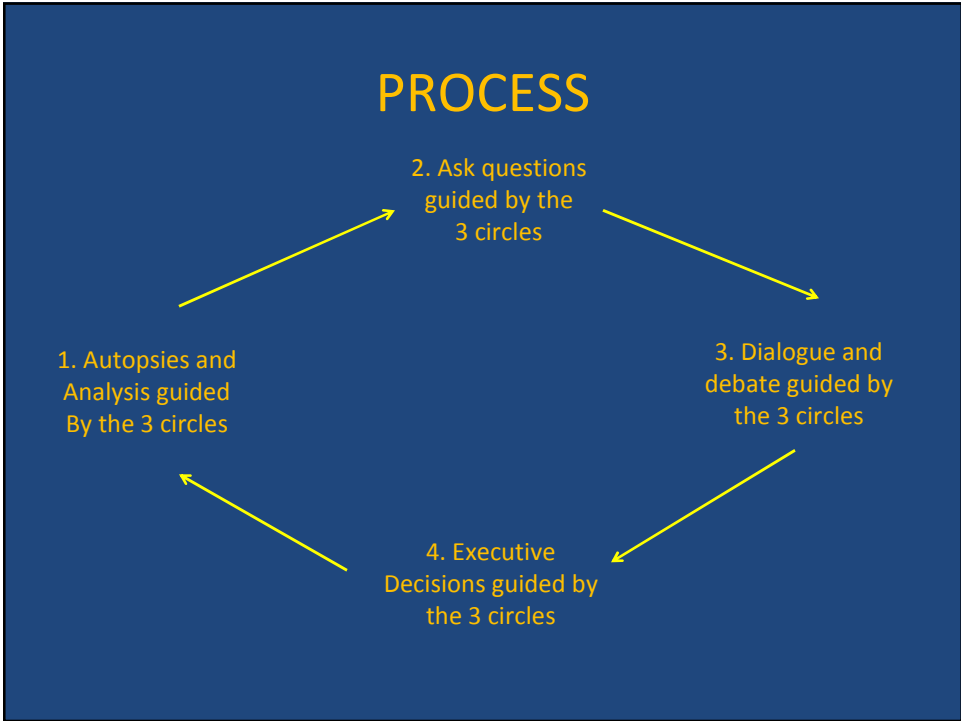 PROCESS
2. Ask questions
guided by the
3 circles
1. Autopsies and
Analysis guided
By the 3 circles
3. Dialogue and
debate guided by
the 3 circles
4. Executive
Decisions guided by
the 3 circles